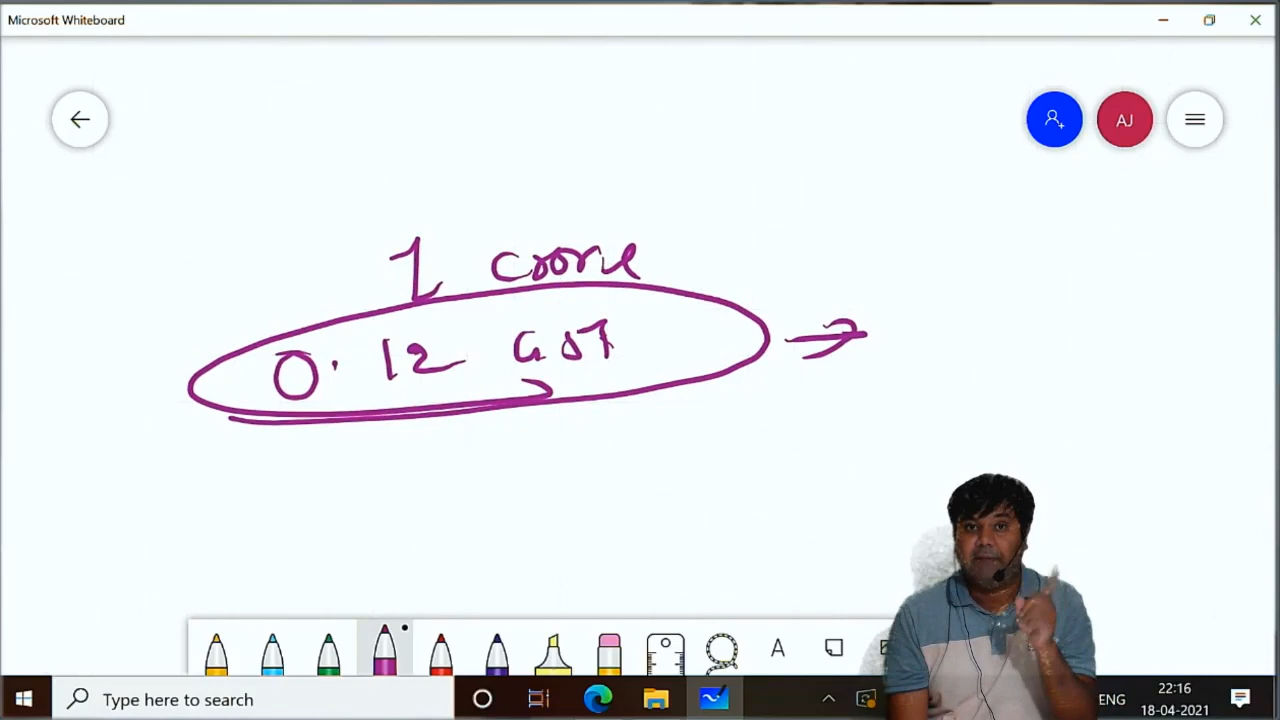 Microsoft Whiteboard
AJ
1 crore
0.12 GST
A
Type here to search
ENG
22:16
18-04-2021